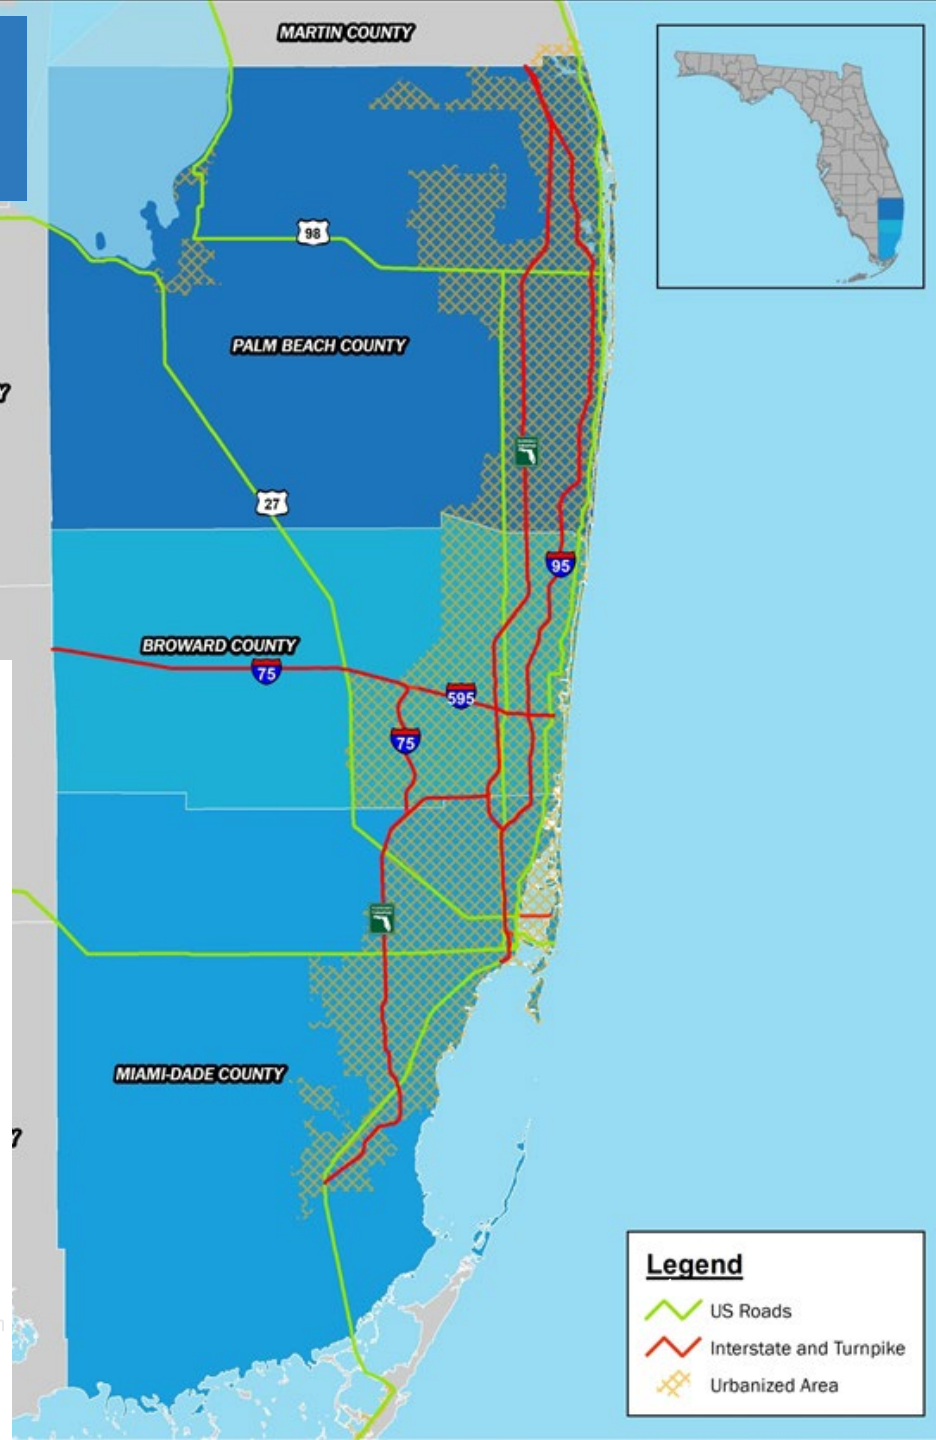 MARTIN COUNTY
98
PALM BEACH COUNTY
27
95
BROWARD COUNTY
75
595
75
MIAMI-DADE COUNTY
Legend
US Roads
Interstate and Turnpike
Urbanized Area